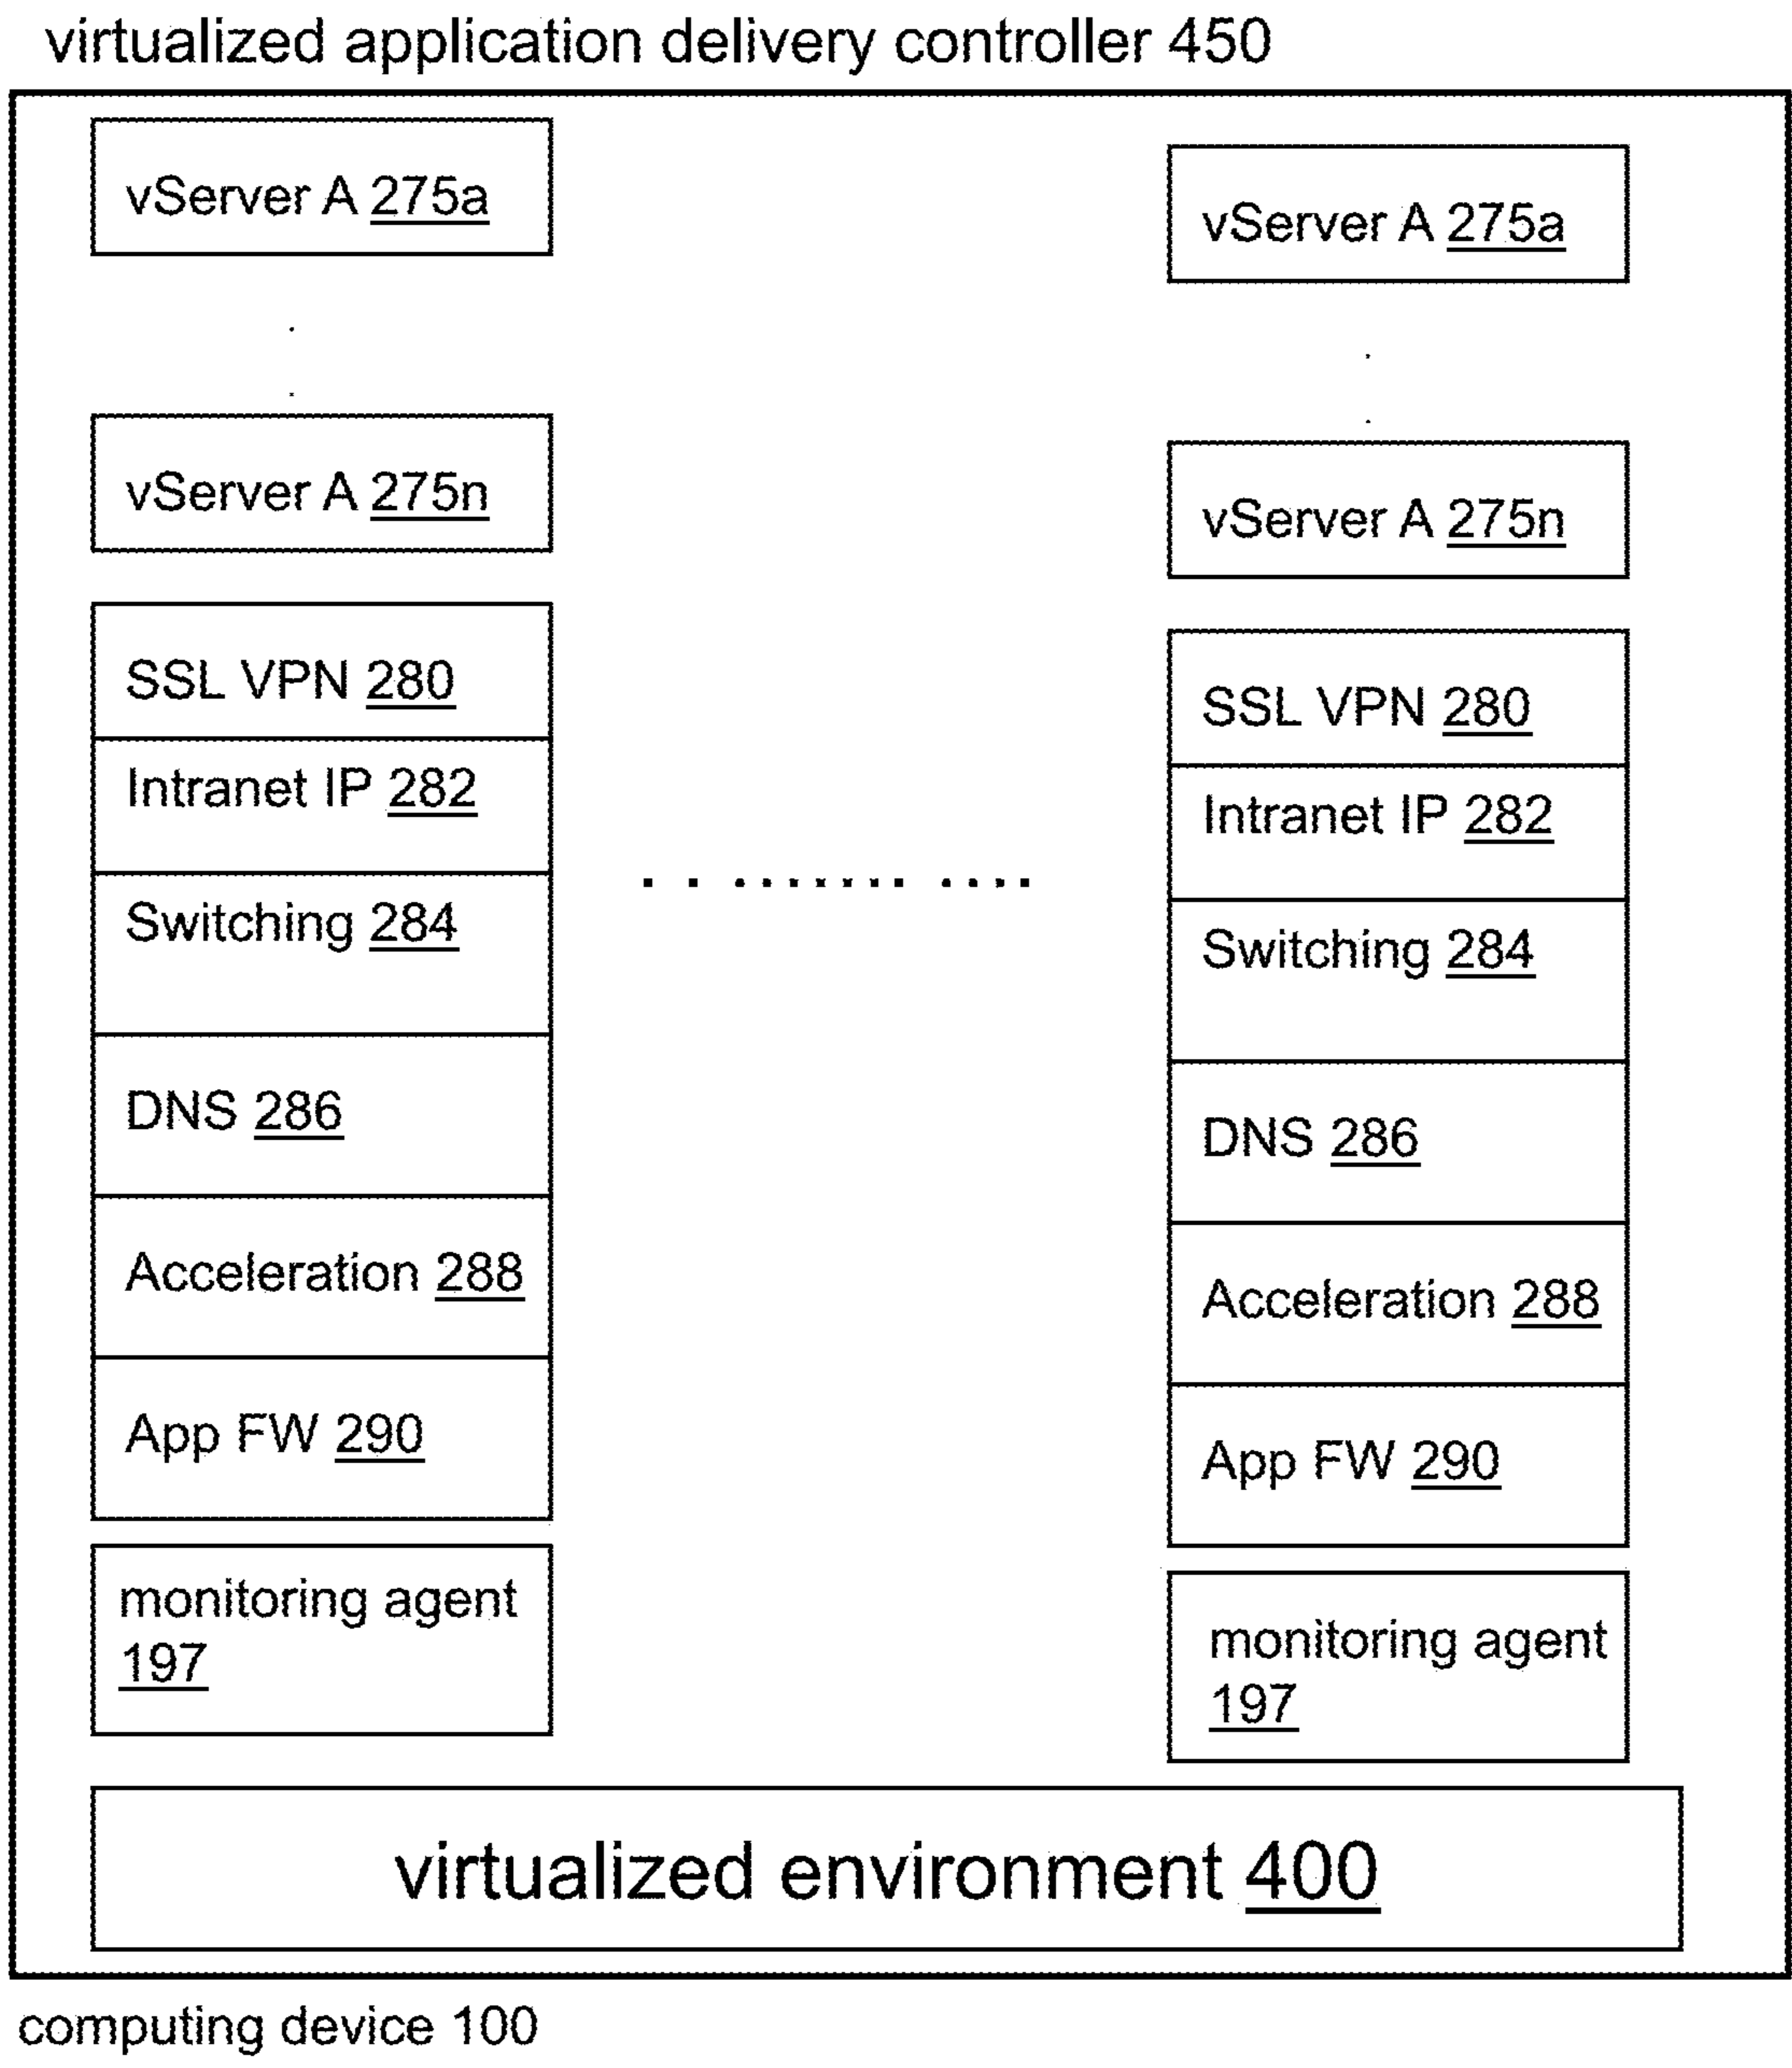 virtualized application delivery controller 450
vServer A 275a
vServer A 275n
SSL VPN 280
Intranet IP 282
Switching 284
DNS 286
Acceleration 288
App FW 290
monitoring agent
197
vServer A 275a
vServer A 275n
SSL VPN 280
Intranet IP 282
Switching 284
DNS 286
Acceleration 288
App FW 290
monitoring agent
197
virtualized environment 400
computing device 100